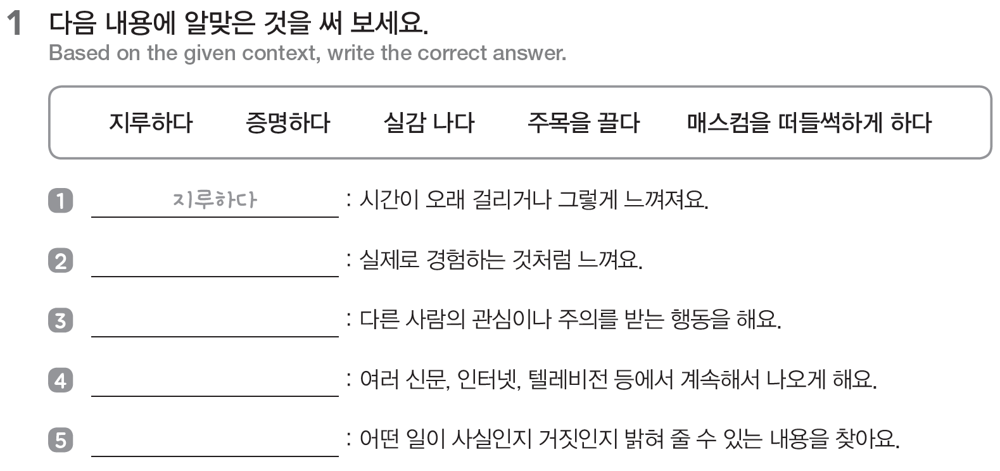 1 다음 내용에 알맞은 것을 써 보세요.
Based on the given context, write the correct answer.
지루하다 증명하다 실감 나다 주목을 끌다 매스컴을 떠들썩하게 하다
1 지루하다 : 시간이 오래 걸리거나 그렇게 느껴져요.
2 : 실제로 경험하는 것처럼 느껴요.
3 : 다른 사람의 관심이나 주의를 받는 행동을 해요.
4 : 여러 신문, 인터넷, 텔레비전 등에서 계속해서 나오게 해요.
5 : 어떤 일이 사실인지 거짓인지 밝혀 줄 수 있는 내용을 찾아요.